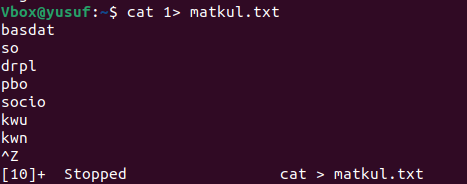 Vbox@yusuf:~$ cat 1> matkul.txt
basdat
so
drpl
pbo
socio
kwu
kwn
^Z
[10]+  Stopped                 cat > matkul.txt